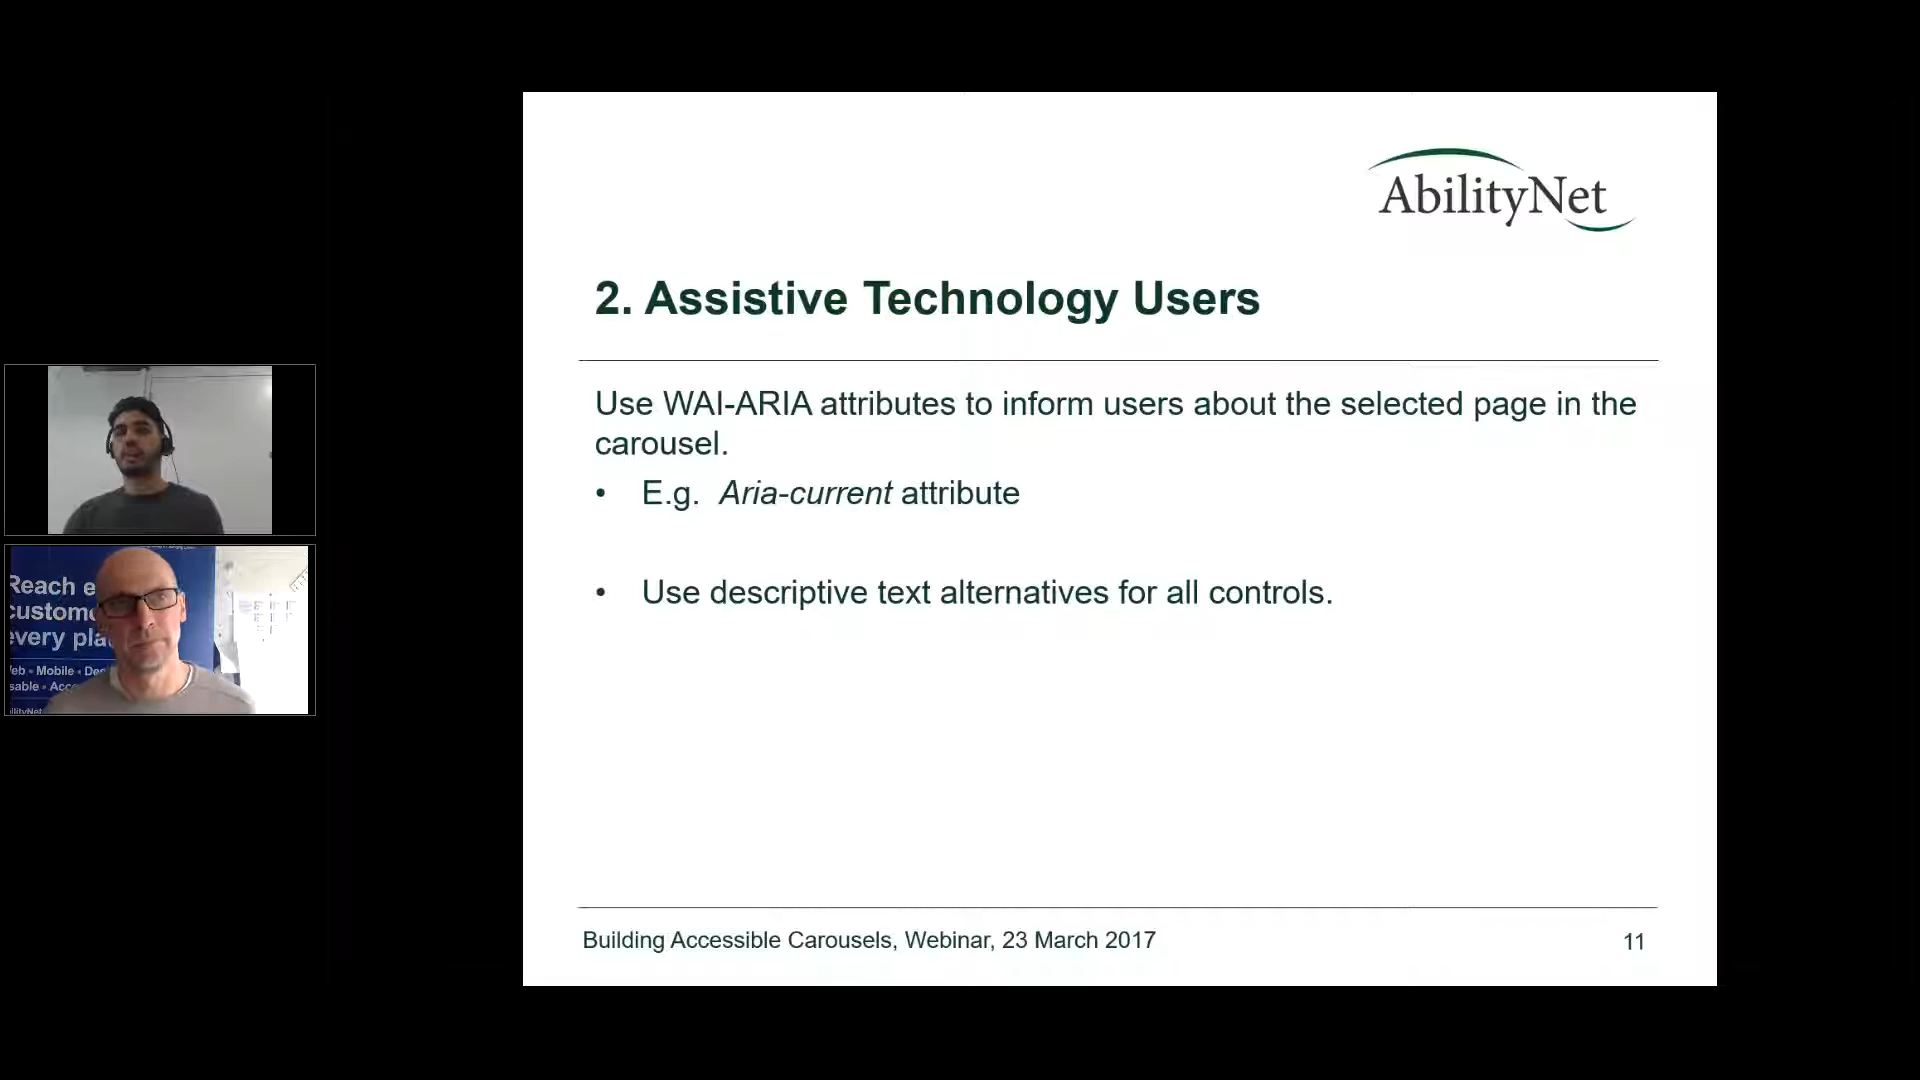 AbilityNet
2. Assistive Technology Users
Use WAI-ARIA attributes to inform users about the selected page in the
carousel.
• E.g. Aria-current attribute
• Use descriptive text alternatives for all controls.
Building Accessible Carousels, Webinar, 23 March 2017
11
Reach e
custom
every pla
eb • Mobile • De
sable • Acc
ilityNet